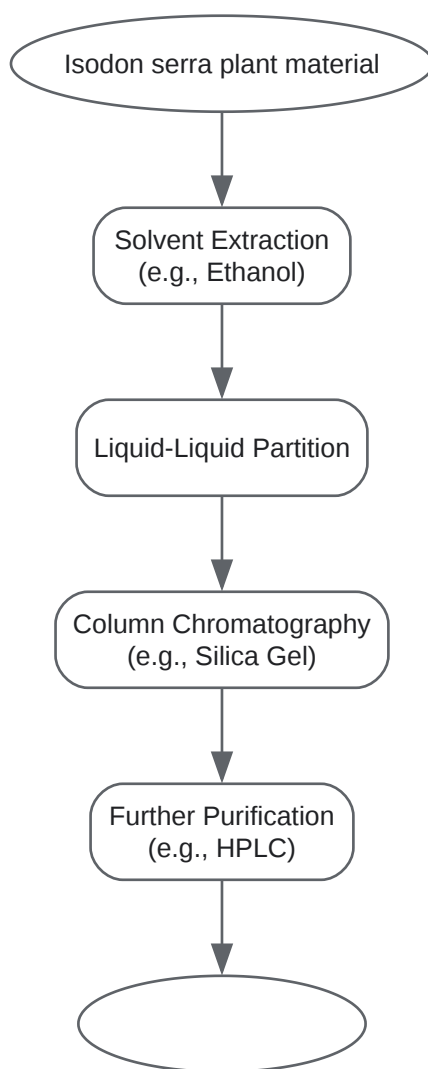 Isodon serra plant material
Solvent Extraction
(e.g., Ethanol)
Liquid-Liquid Partition
Column Chromatography
(e.g., Silica Gel)
Further Purification
(e.g., HPLC)